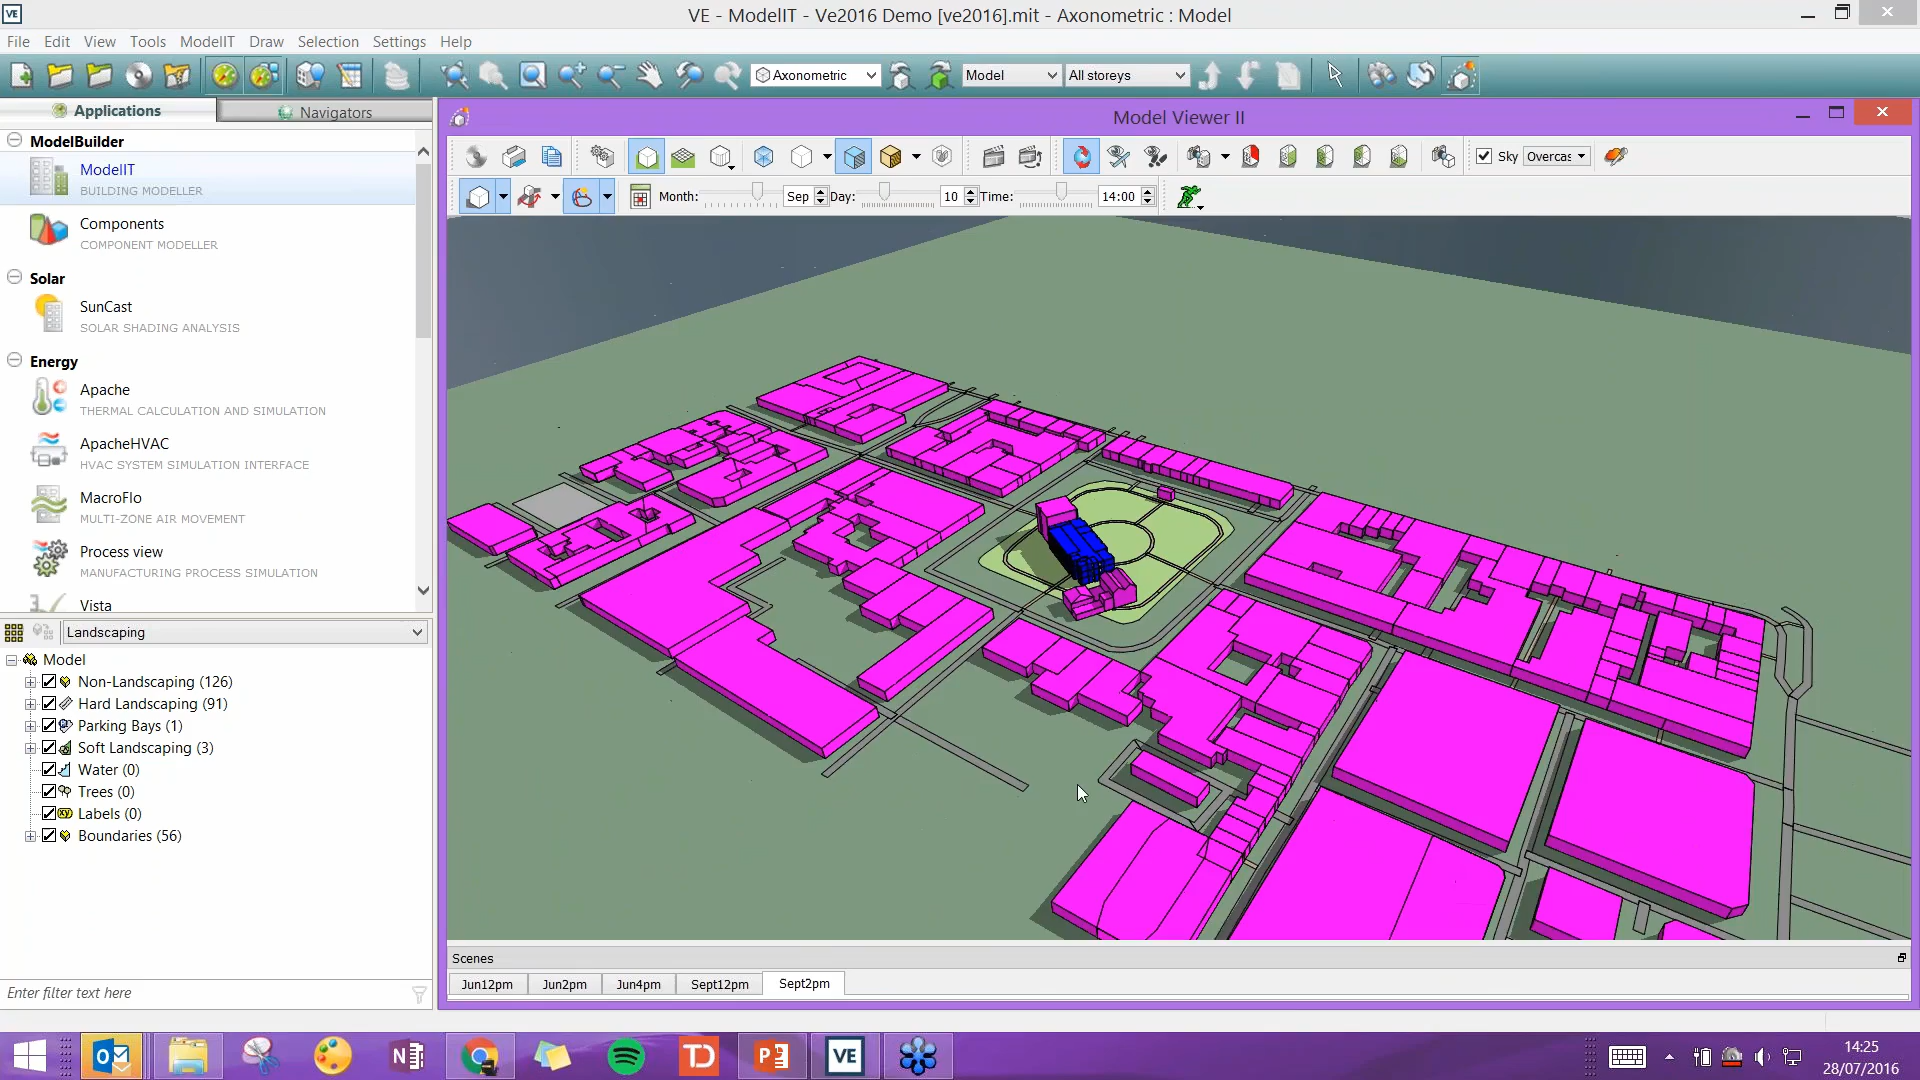 VE
VE - ModelIT - Ve2016 Demo [ve2016].mit - Axonometric : Model
File Edit View Tools ModelIT Draw Selection Settings Help
Axonometric Model All storeys
Applications Navigators
Model Viewer II
ModelBuilder
ModelIT
BUILDING MODELLER
Components
COMPONENT MODELLER
Solar
SunCast
SOLAR SHADING ANALYSIS
Energy
Apache
THERMAL CALCULATION AND SIMULATION
ApacheHVAC
HVAC SYSTEM SIMULATION INTERFACE
MacroFlo
MULTI-ZONE AIR MOVEMENT
Process view
MANUFACTURING PROCESS SIMULATION
Vista
Sky Overcas
Month: Sep Day: 10 Time: 14:00
Landscaping
Model
Non-Landscaping (126)
Hard Landscaping (91)
Parking Bays (1)
Soft Landscaping (3)
Water (0)
Trees (0)
Labels (0)
Boundaries (56)
Enter filter text here
Scenes
Jun12pm Jun2pm Jun4pm Sept12pm Sept2pm
N TD P VE
14:25
28/07/2016